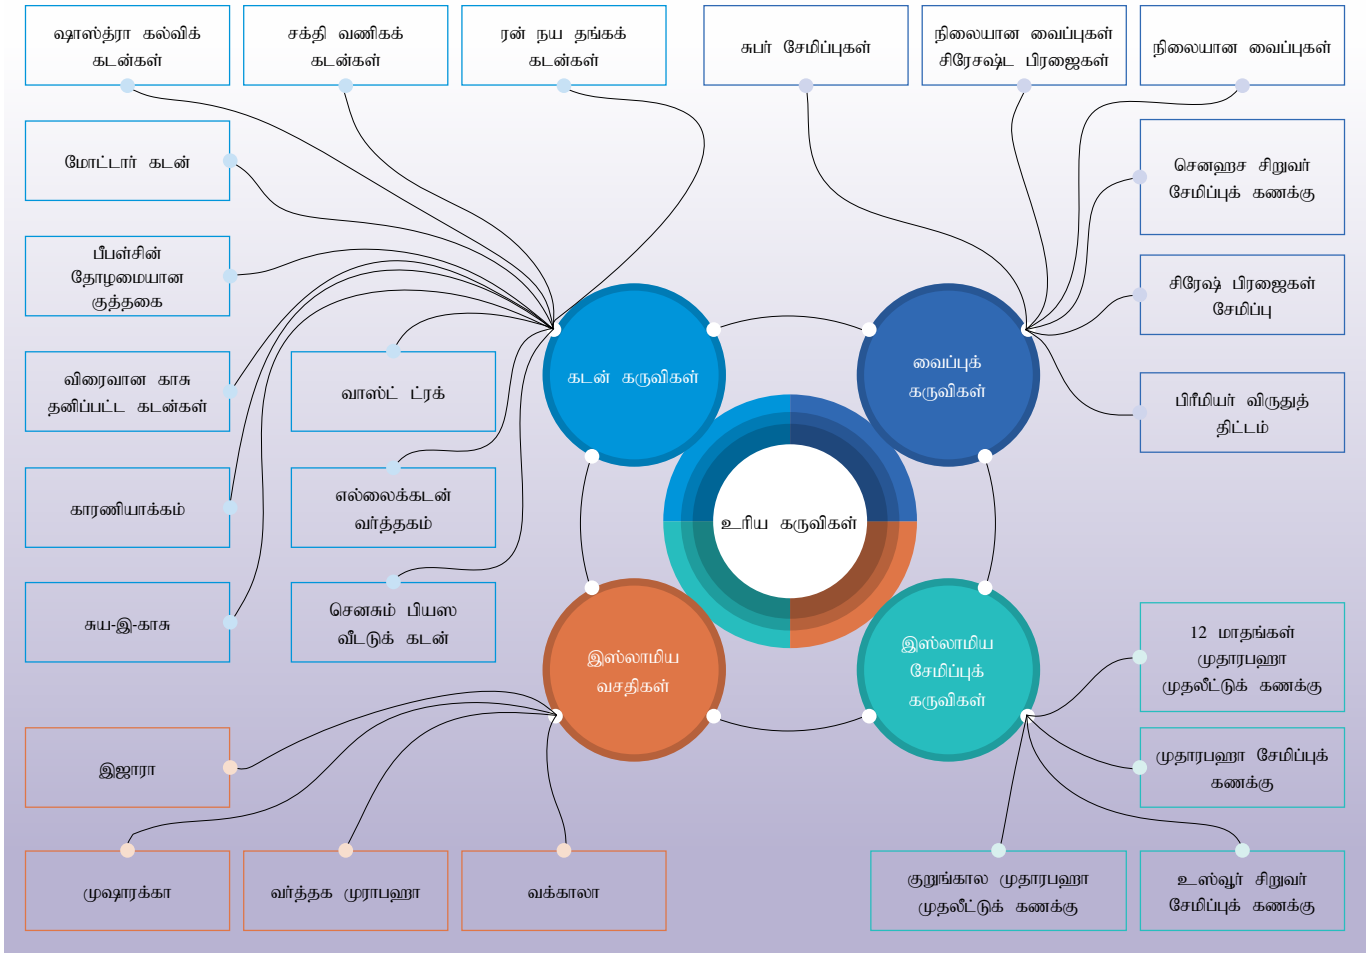 ஷாஸ்த்ரா கல்விக்
கடன்கள்
சக்தி வணிகக்
கடன்கள்
ரன் நய தங்கக்
கடன்கள்
சுபர் சேமிப்புகள்
நிலையான வைப்புகள்
சிரேசஷ்ட பிரஜைகள்
நிலையான வைப்புகள்
மோட்டார் கடன்
செனஹச சிறுவர்
சேமிப்புக் கணக்கு
பீபள்சின்
தோழமையான
குத்தகை
சிரேஷ் பிரஜைகள்
சேமிப்பு
விரைவான காசு
தனிப்பட்ட கடன்கள்
வாஸ்ட் ட்ரக்
கடன் கருவிகள்
வைப்புக்
கருவிகள்
பிரீமியர் விருதுத்
திட்டம்
காரணியாக்கம்
எல்லைக்கடன்
வர்த்தகம்
உரிய கருவிகள்
சுய-இ-காசு
செனசும் பியஸ
வீடடுக் கடன்
இஸ்லாமிய
வசதிகள்
இஸ்லாமிய
சேமிப்புக்
கருவிகள்
12 மாதங்கள்
முதாரபஹா
முதலீட்டுக் கணக்கு
இஜாரா
முதாரபஹா சேமிப்புக்
கணக்கு
முஷாரக்கா
வர்த்தக முராபஹா
வக்காலா
குறுங்கால முதாரபஹா
முதலீட்டுக் கணக்கு
உஸ்வூர் சிறுவர்
சேமிப்புக் கணக்கு